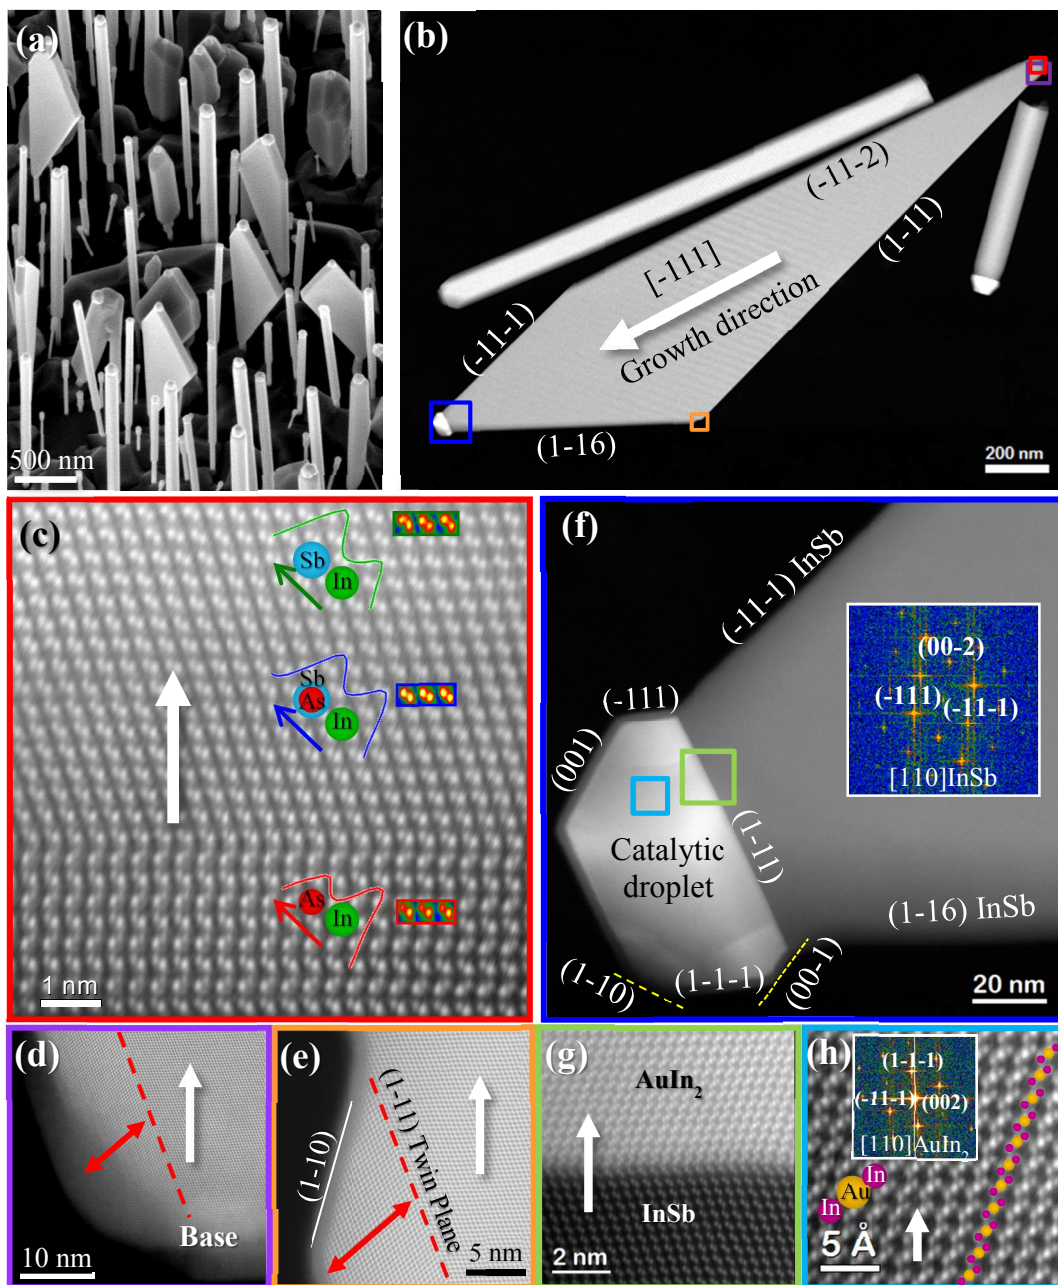 (a)
500 nm
(b)
(-11-2)
(1-11)
[-111]
Growth direction
(-11-1)
(1-16)
200 nm
(c)
Sb
In
Sb
As
In
As
In
1 nm
(f)
(-11-1) InSb
(00-2)
(-111)
(-11-1)
[110]InSb
(-111)
(001)
Catalytic
droplet
(1-11)
(1-16) InSb
(1-10)
(1-1-1)
(00-1)
20 nm
(d)
Base
10 nm
(e)
(1-10)
(1-11) Twin Plane
5 nm
(g)
AuIn2
InSb
2 nm
(h)
(1-1-1)
(-11-1)
(002)
[110]AuIn2
In
Au
In
5 Å